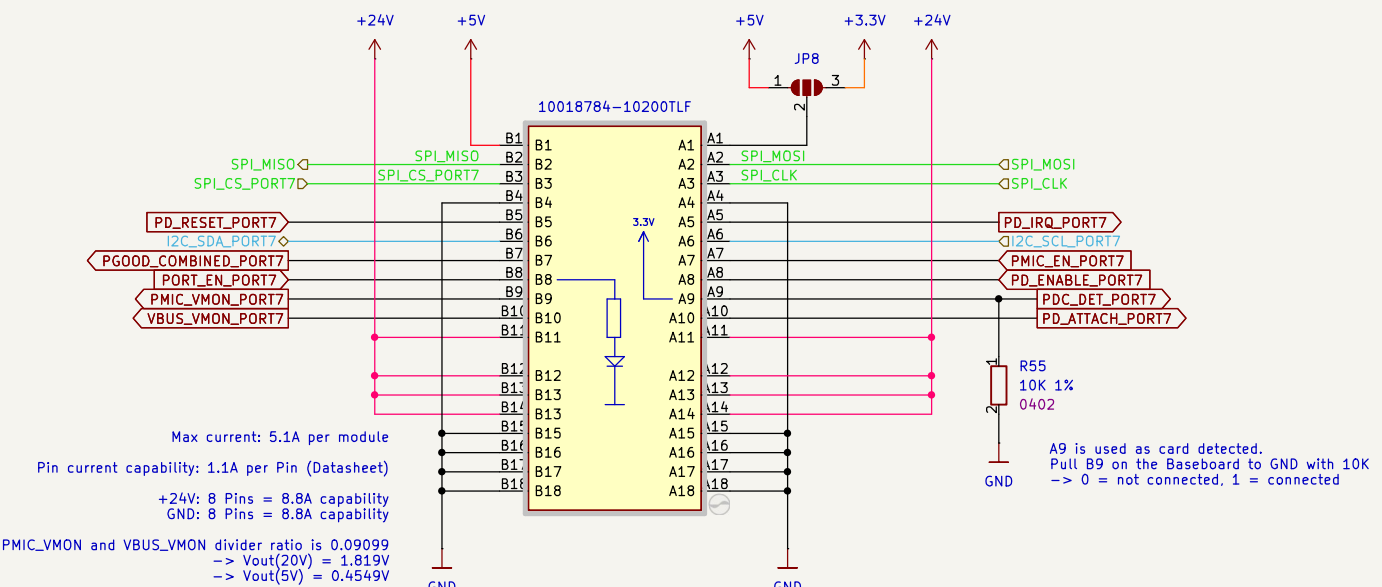 +24V
+5V
+5V
+3.3V
+24V
JP8
1
3
2
10018784-10200TLF
B1 B1 A1 A1
SPI_MISO SPI_MISO B2 B2 A2 A2 SPI_MOSI SPI_MOSI
SPI_CS_PORT7 SPI_CS_PORT7 B3 B3 A3 A3 SPI_CLK SPI_CLK
B4 B4 A4 A4
PD_RESET_PORT7 B5 B5 3.3V A5 A5 PD_IRQ_PORT7
I2C_SDA_PORT7 B6 B6 A6 A6 I2C_SCL_PORT7
PGOOD_COMBINED_PORT7 B7 B7 A7 A7 PMIC_EN_PORT7
PORT_EN_PORT7 B8 B8 A8 A8 PD_ENABLE_PORT7
PMIC_VMON_PORT7 B9 B9 A9 A9 PDC_DET_PORT7
VBUS_VMON_PORT7 B10 B10 A10 A10 PD_ATTACH_PORT7
B11 B11 A11 A11
B12 B12 A12 A12
B13 B13 A13 A13
B14 B13 A14 A14
B15 B15 A15 A15
B16 B16 A16 A16
B17 B17 A17 A17
B18 B18 A18 A18
1
R55
10K 1%
0402
2
GND
Max current: 5.1A per module
Pin current capability: 1.1A per Pin (Datasheet)
+24V: 8 Pins = 8.8A capability
GND: 8 Pins = 8.8A capability
PMIC_VMON and VBUS_VMON divider ratio is 0.09099
-> Vout(20V) = 1.819V
-> Vout(5V) = 0.4549V
A9 is used as card detected.
Pull B9 on the Baseboard to GND with 10K
-> 0 = not connected, 1 = connected
GND
GND